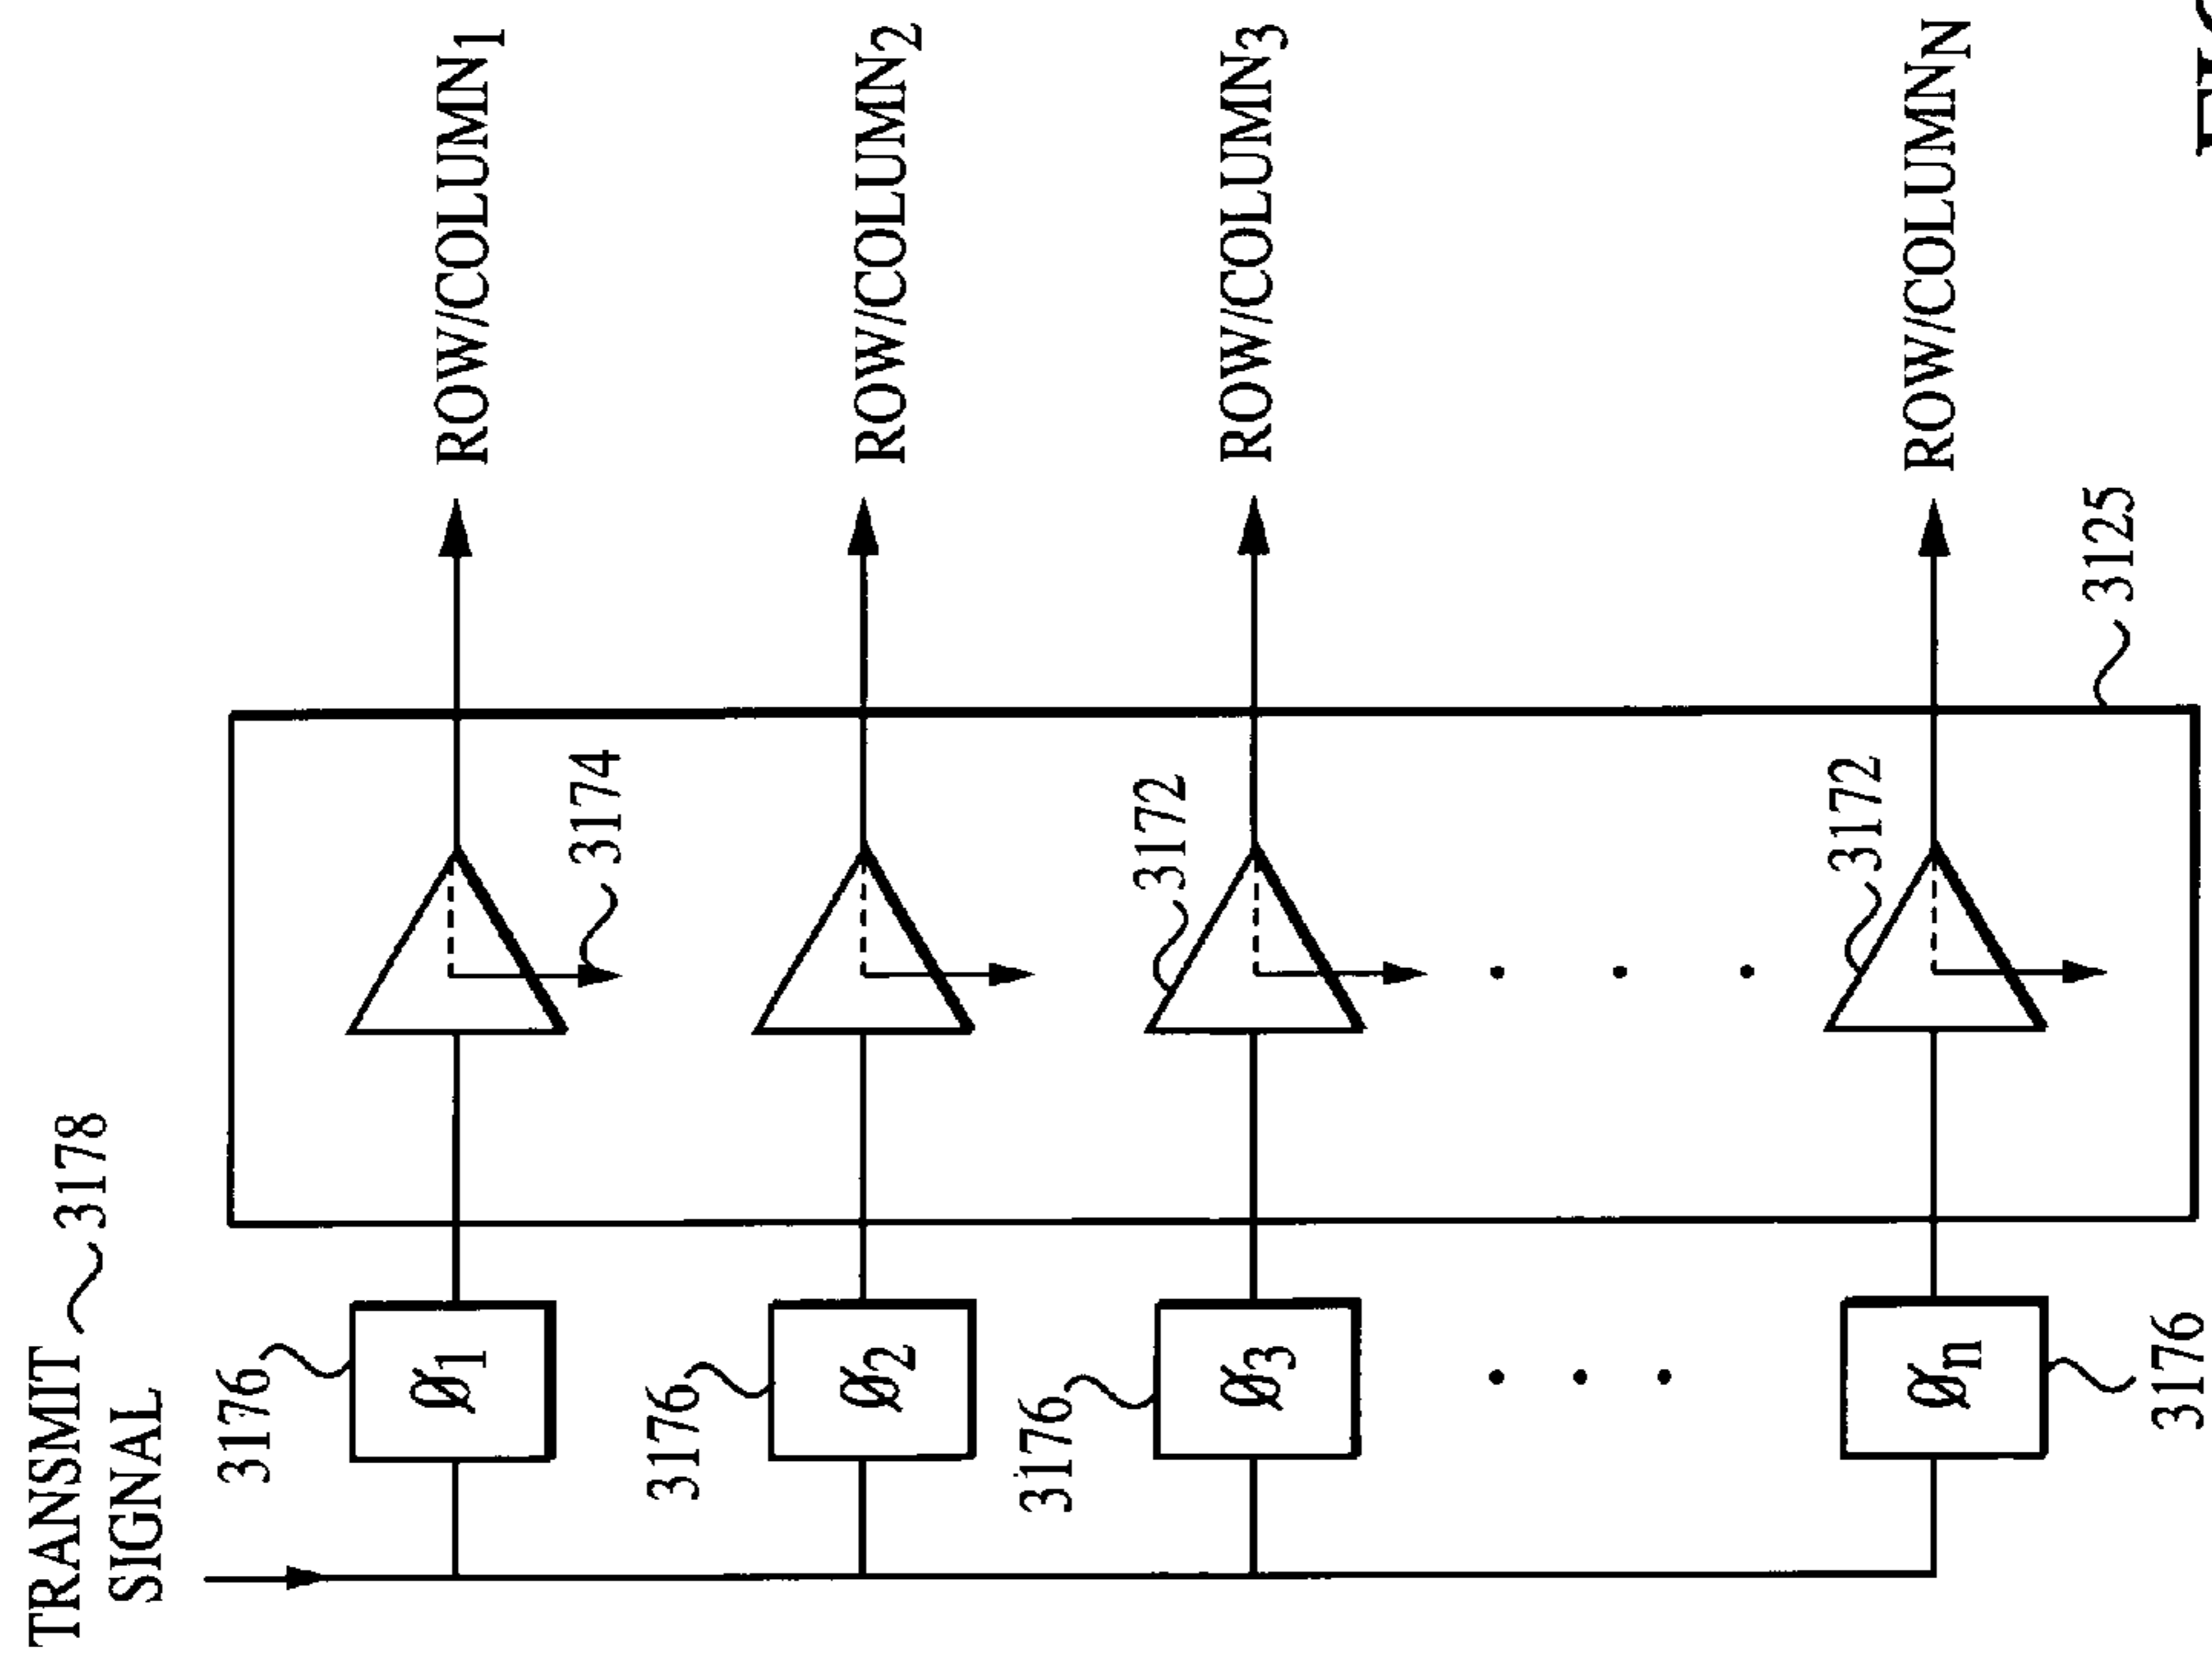 TRANSMIT
SIGNAL
3178
3176
Ø1
3174
ROW/COLUMN1
3176
Ø2
ROW/COLUMN2
3176
Ø3
3172
ROW/COLUMN3
3176
Øn
3172
ROW/COLUMNN
3125